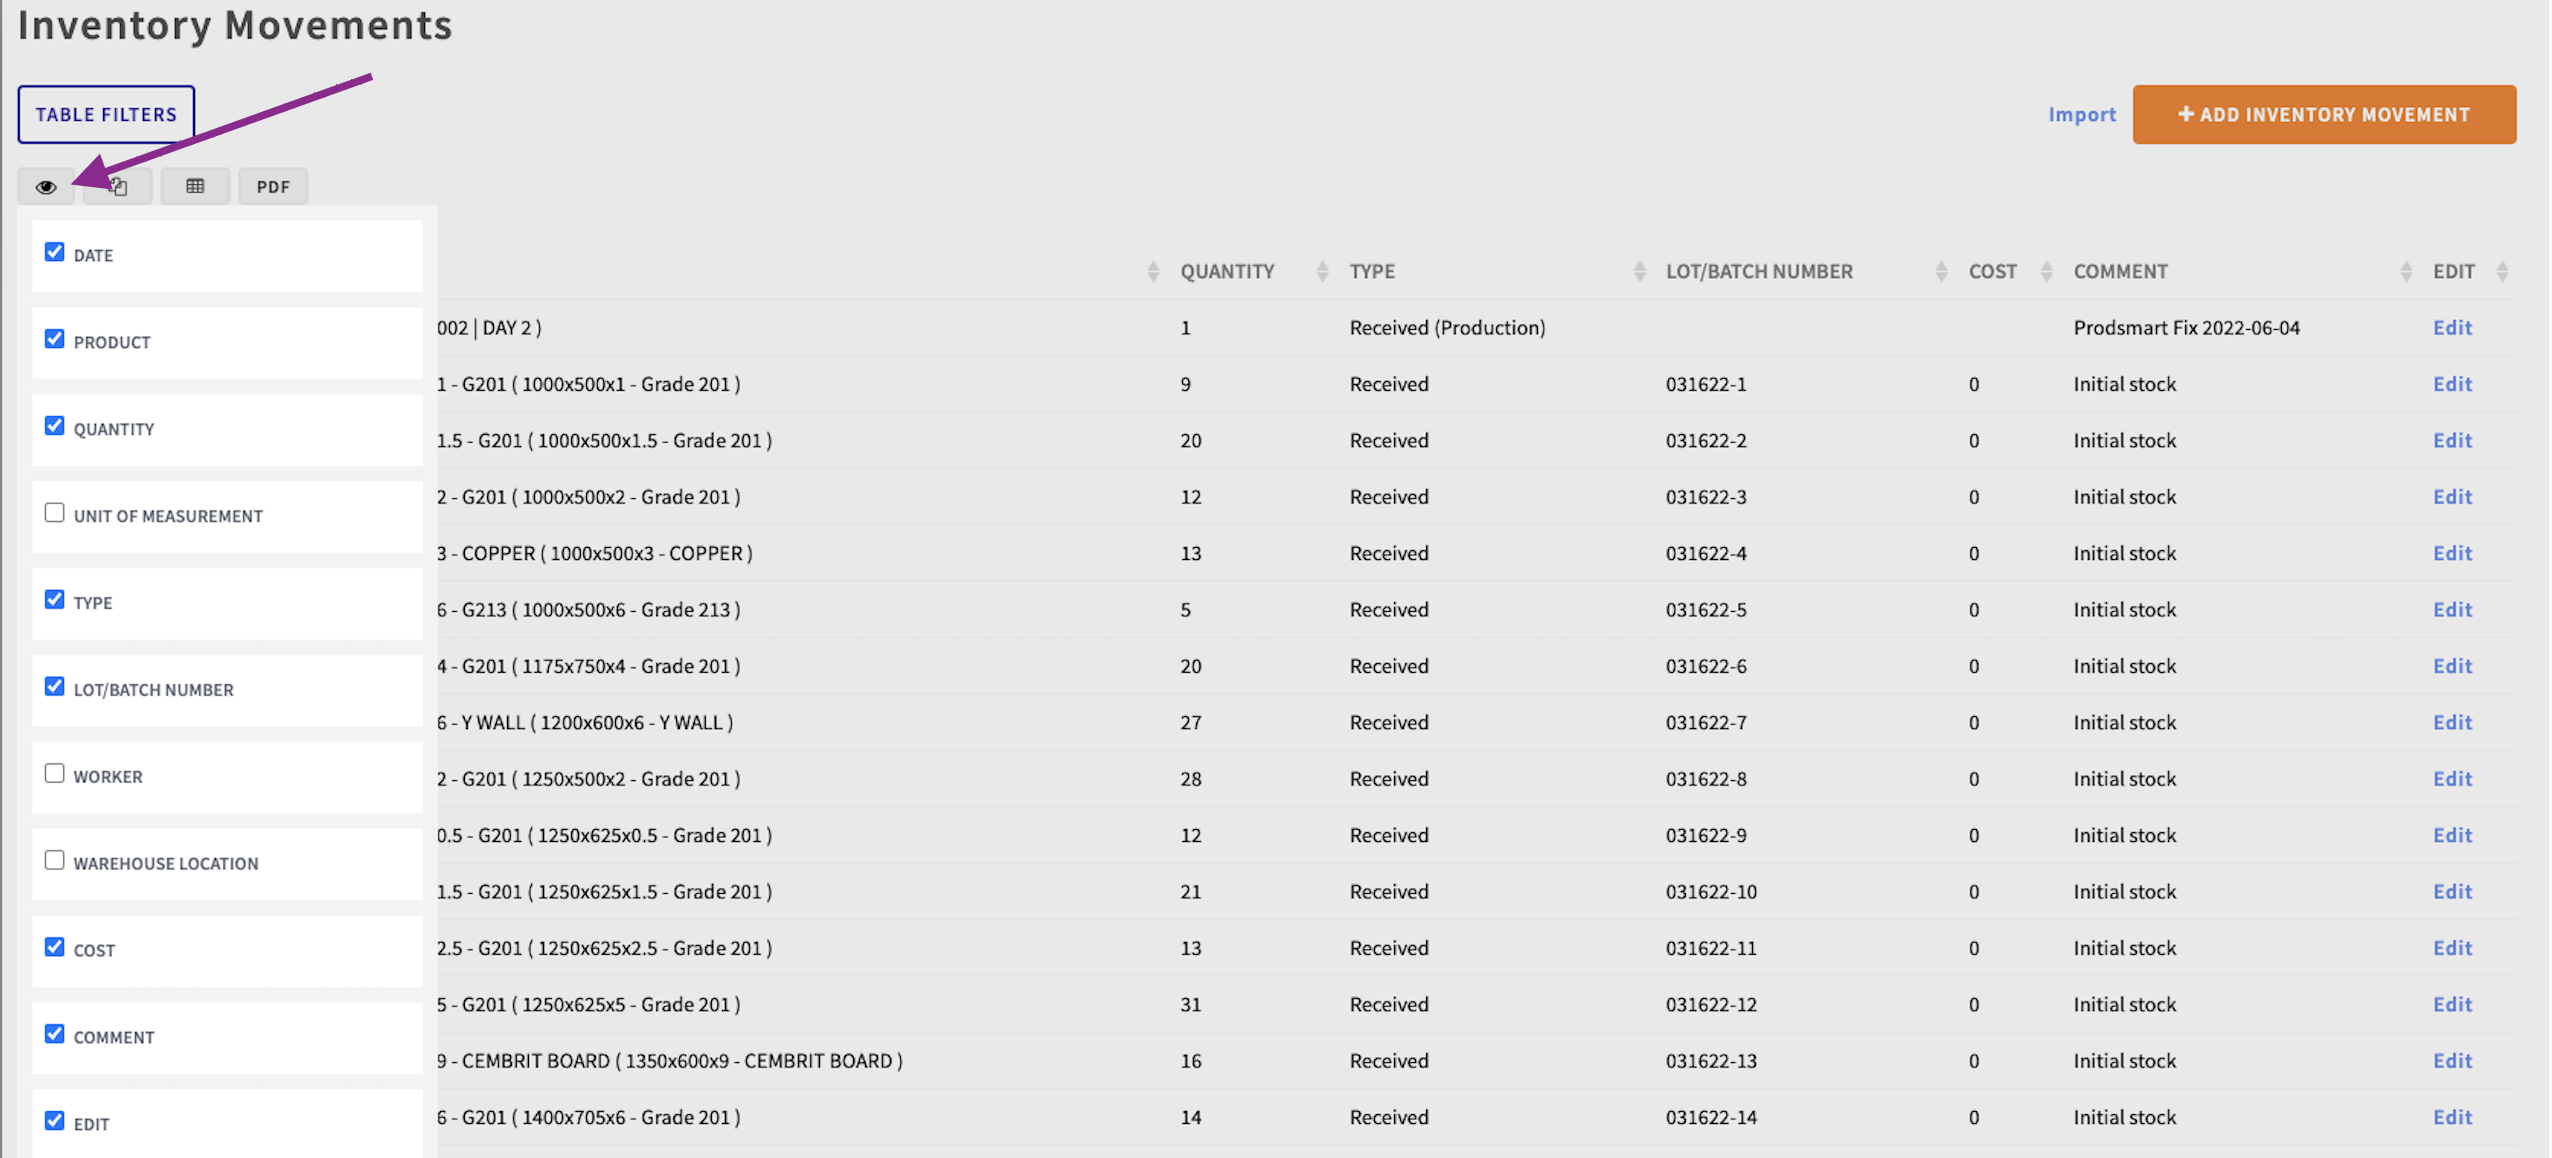 Inventory Movements
TABLE FILTERS
Import
+ ADD INVENTORY MOVEMENT
PDF
DATE
PRODUCT
QUANTITY
UNIT OF MEASUREMENT
TYPE
LOT/BATCH NUMBER
WORKER
WAREHOUSE LOCATION
COST
COMMENT
EDIT
QUANTITY TYPE LOT/BATCH NUMBER COST COMMENT EDIT
002 | DAY 2 ) 1 Received (Production) Prodsmart Fix 2022-06-04 Edit
1 - G201 ( 1000x500x1 - Grade 201 ) 9 Received 031622-1 0 Initial stock Edit
1.5 - G201 ( 1000x500x1.5 - Grade 201 ) 20 Received 031622-2 0 Initial stock Edit
2 - G201 ( 1000x500x2 - Grade 201 ) 12 Received 031622-3 0 Initial stock Edit
3 - COPPER ( 1000x500x3 - COPPER ) 13 Received 031622-4 0 Initial stock Edit
6 - G213 ( 1000x500x6 - Grade 213 ) 5 Received 031622-5 0 Initial stock Edit
4 - G201 ( 1175x750x4 - Grade 201 ) 20 Received 031622-6 0 Initial stock Edit
6 - Y WALL ( 1200x600x6 - Y WALL ) 27 Received 031622-7 0 Initial stock Edit
2 - G201 ( 1250x500x2 - Grade 201 ) 28 Received 031622-8 0 Initial stock Edit
0.5 - G201 ( 1250x625x0.5 - Grade 201 ) 12 Received 031622-9 0 Initial stock Edit
1.5 - G201 ( 1250x625x1.5 - Grade 201 ) 21 Received 031622-10 0 Initial stock Edit
2.5 - G201 ( 1250x625x2.5 - Grade 201 ) 13 Received 031622-11 0 Initial stock Edit
5 - G201 ( 1250x625x5 - Grade 201 ) 31 Received 031622-12 0 Initial stock Edit
9 - CEMBRIT BOARD ( 1350x600x9 - CEMBRIT BOARD ) 16 Received 031622-13 0 Initial stock Edit
6 - G201 ( 1400x705x6 - Grade 201 ) 14 Received 031622-14 0 Initial stock Edit